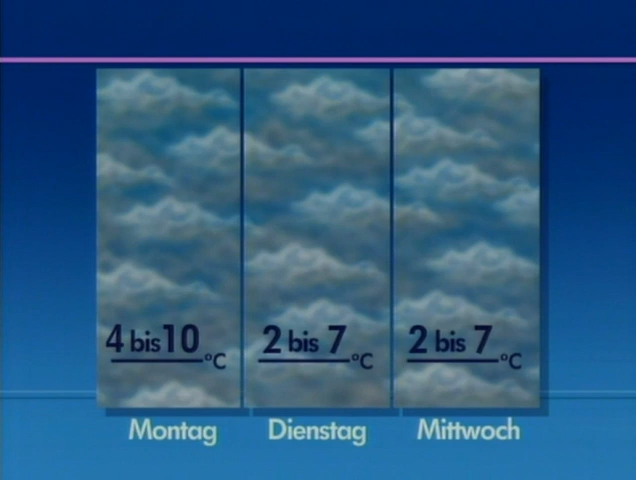 4 bis 10 °C
2 bis 7 °C
2 bis 7 °C
Montag
Dienstag
Mittwoch